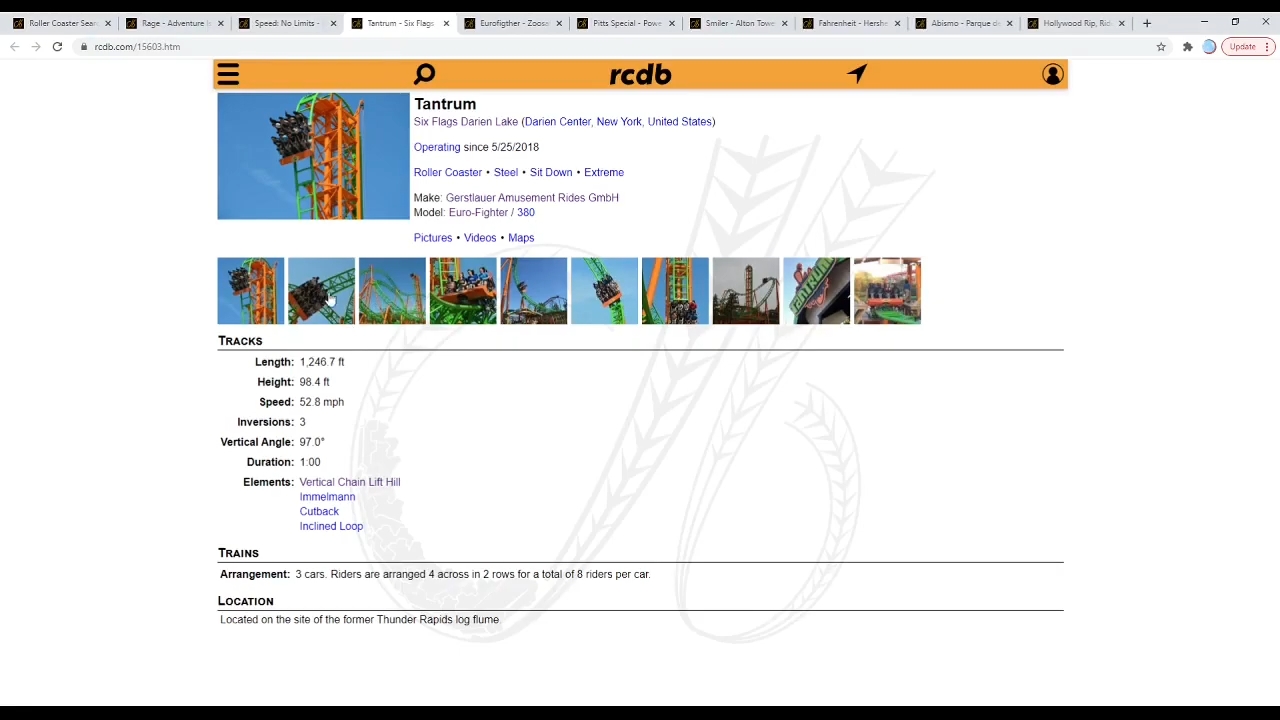 Roller Coaster Sear
Rage - Adventure Is
Speed: No Limits -
Tantrum - Six Flags
Eurofigther - Zoosa
Pitts Special - Powe
Smiler - Alton Towe
Fahrenheit - Hershe
Abismo - Parque de
Hollywood Rip, Rid
rcdb.com/15603.htm
Update
rcdb
Tantrum
Six Flags Darien Lake (Darien Center, New York, United States)
Operating since 5/25/2018
Roller Coaster • Steel • Sit Down • Extreme
Make: Gerstlauer Amusement Rides GmbH
Model: Euro-Fighter / 380
Pictures • Videos • Maps
TANTRUM
Tracks
Length: 1,246.7 ft
Height: 98.4 ft
Speed: 52.8 mph
Inversions: 3
Vertical Angle: 97.0°
Duration: 1:00
Elements: Vertical Chain Lift Hill
Immelmann
Cutback
Inclined Loop
Trains
Arrangement: 3 cars. Riders are arranged 4 across in 2 rows for a total of 8 riders per car.
Location
Located on the site of the former Thunder Rapids log flume.